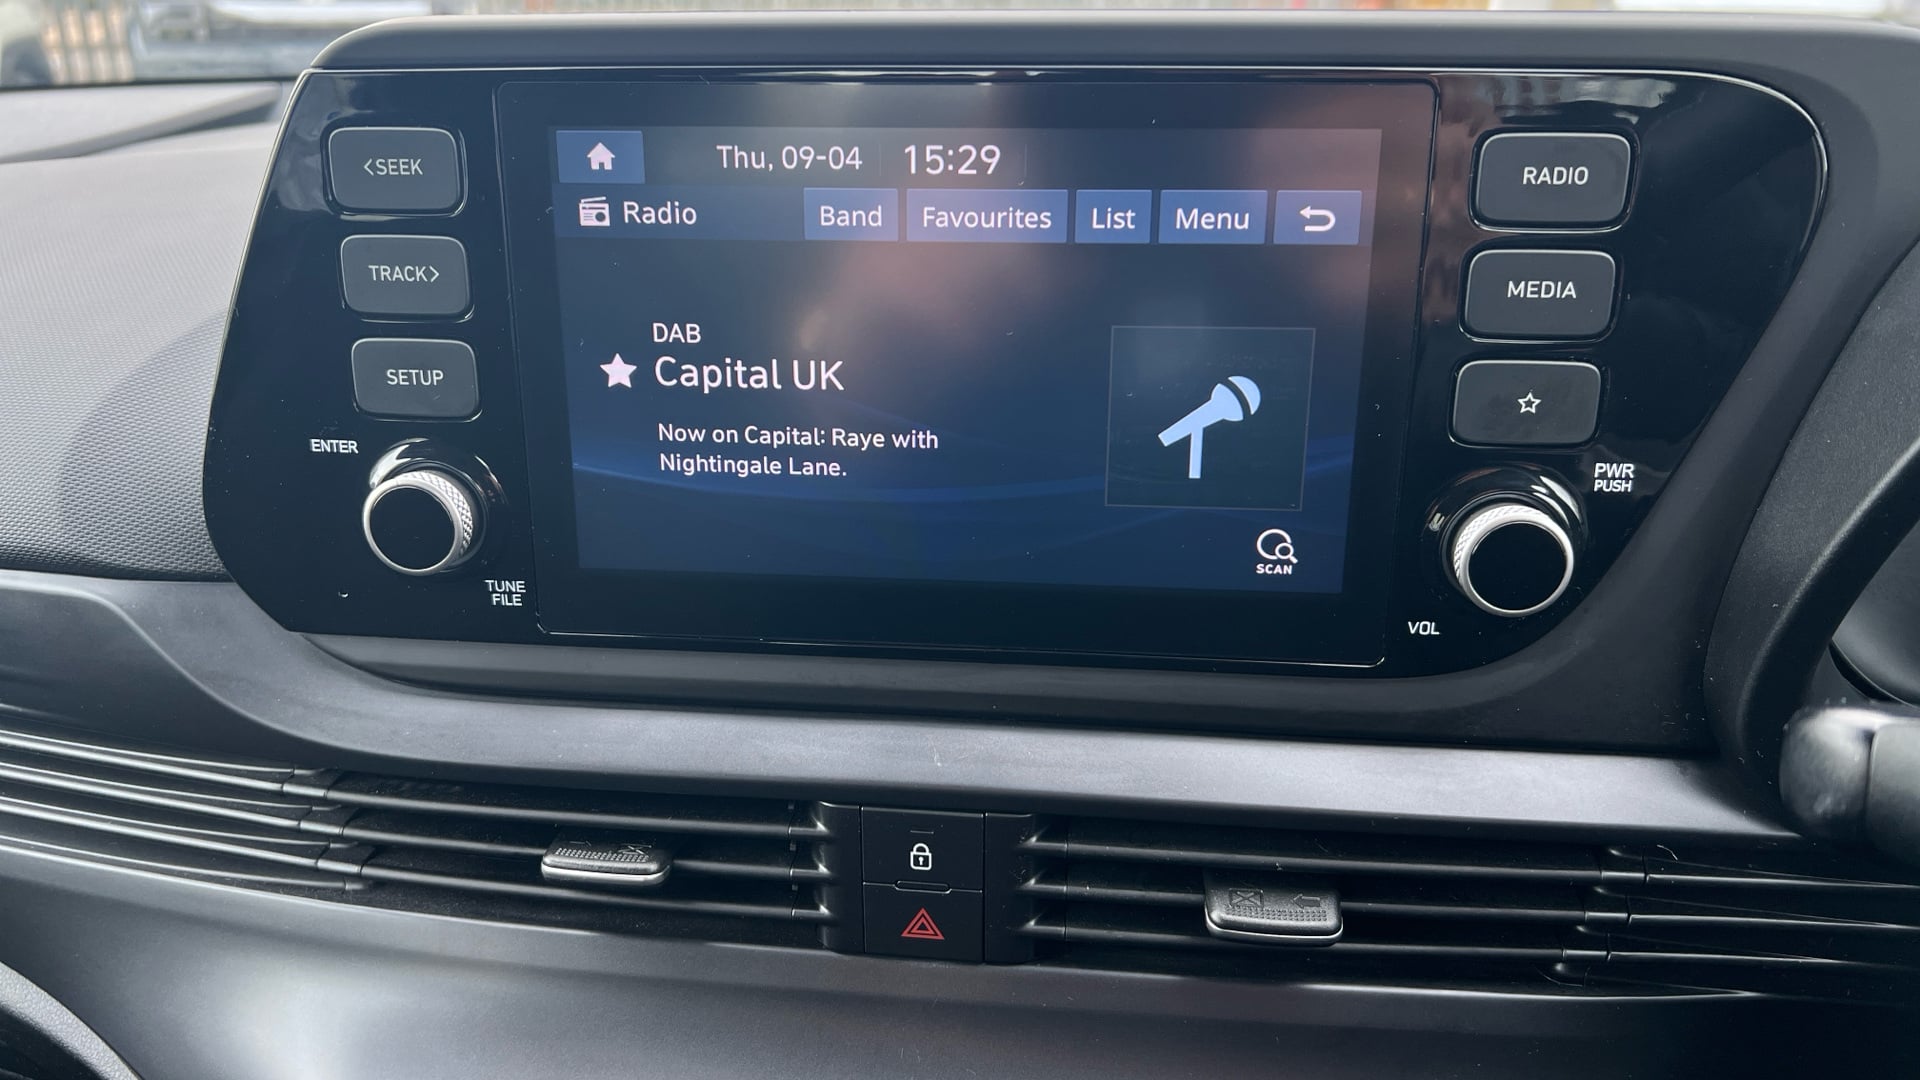 <SEEK
TRACK>
SETUP
ENTER
TUNE
FILE
Thu, 09-04 15:29
Radio Band Favourites List Menu
DAB
Capital UK
Now on Capital: Raye with
Nightingale Lane.
SCAN
RADIO
MEDIA
PWR
PUSH
VOL